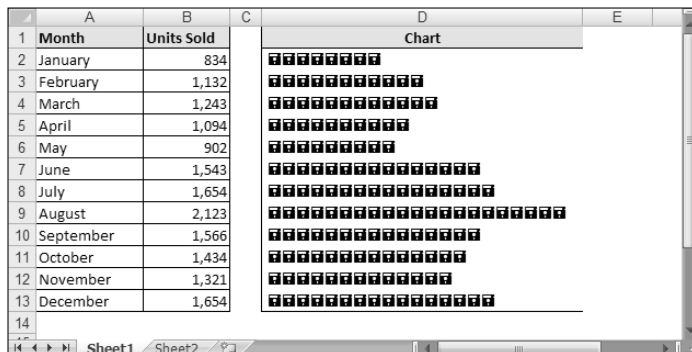 A B C D E
1 Month Units Sold Chart
2 January 834
3 February 1,132
4 March 1,243
5 April 1,094
6 May 902
7 June 1,543
8 July 1,654
9 August 2,123
10 September 1,566
11 October 1,434
12 November 1,321
13 December 1,654
14
Sheet1 Sheet2